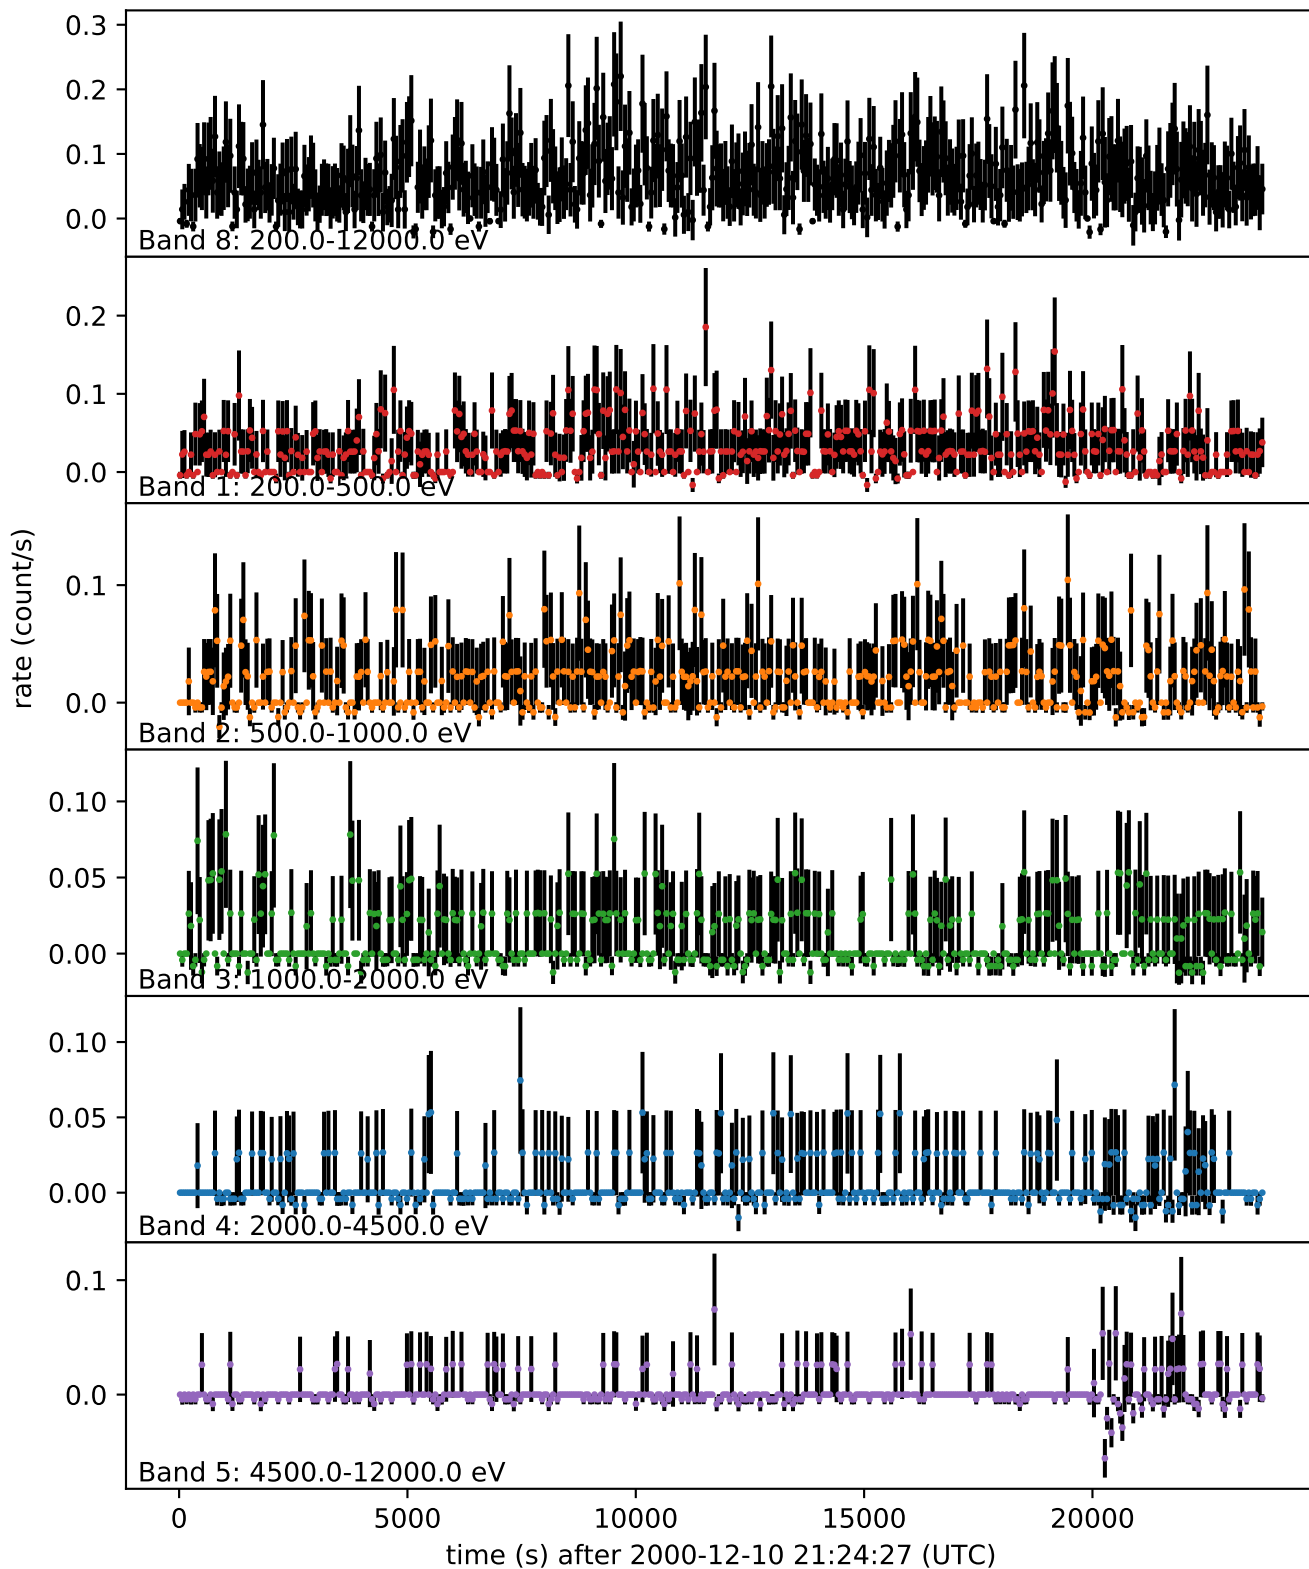 0.3
0.2
0.1
0.0
Band 8: 200.0-12000.0 eV
0.2
0.1
0.0
Band 1: 200.0-500.0 eV
rate (count/s)
0.1
0.0
Band 2: 500.0-1000.0 eV
0.10
0.05
0.00
Band 3: 1000.0-2000.0 eV
0.10
0.05
0.00
Band 4: 2000.0-4500.0 eV
0.1
0.0
Band 5: 4500.0-12000.0 eV
0 5000 10000 15000 20000
time (s) after 2000-12-10 21:24:27 (UTC)